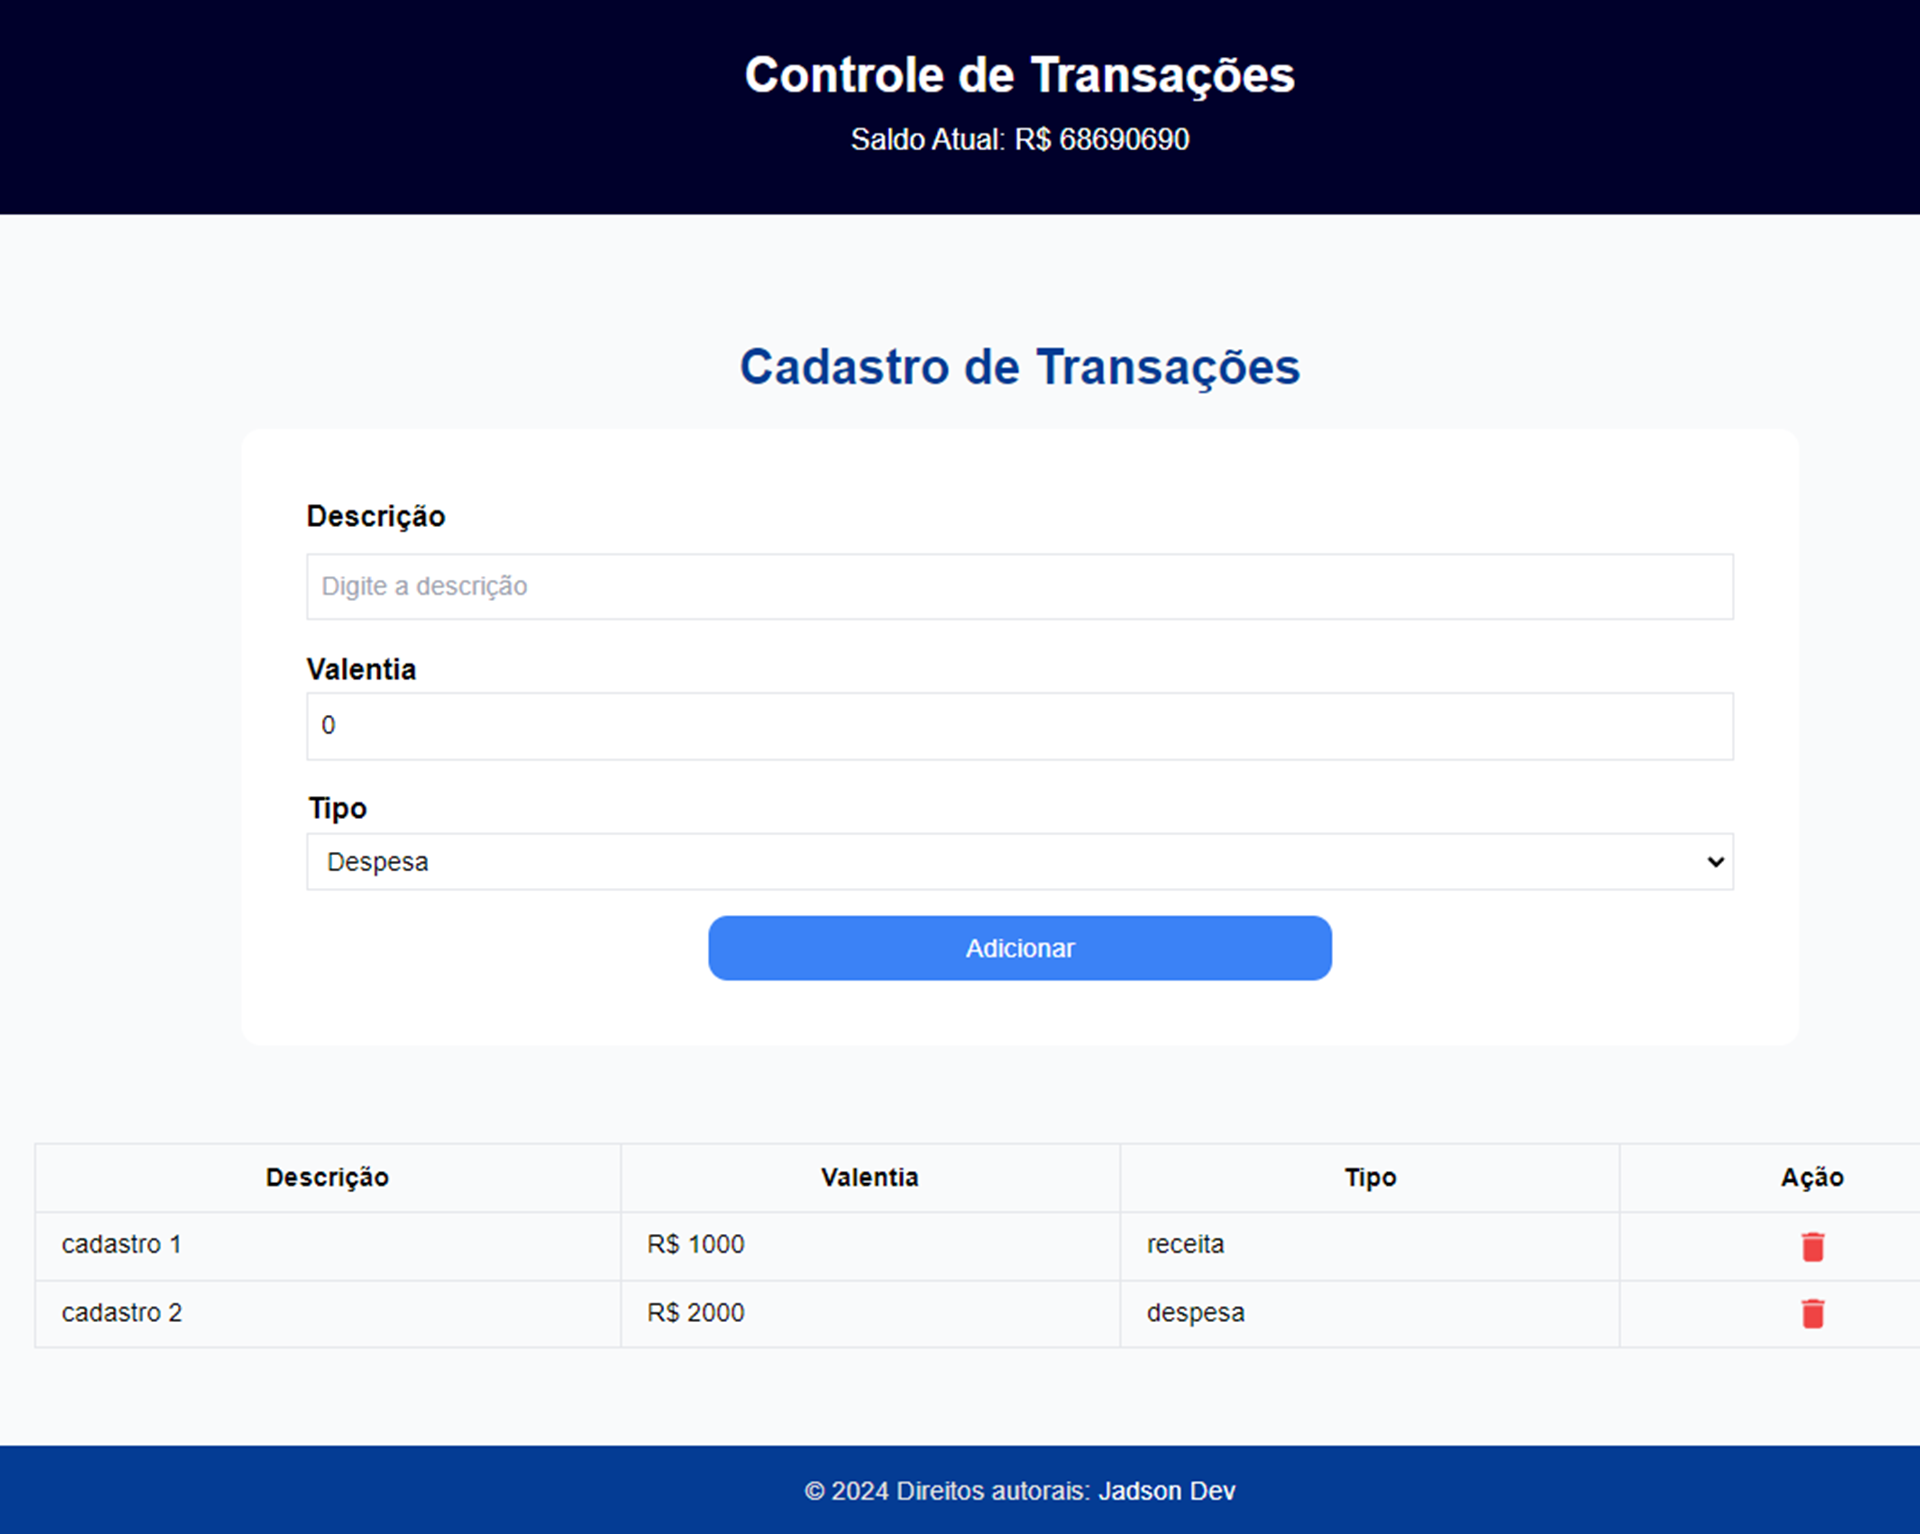 Controle de Transações
Saldo Atual: R$ 68690690
Cadastro de Transações
Descrição
Digite a descrição
Valentia
0
Tipo
Despesa
Adicionar
Descrição Valentia Tipo Ação
cadastro 1 R$ 1000 receita
cadastro 2 R$ 2000 despesa
© 2024 Direitos autorais: Jadson Dev